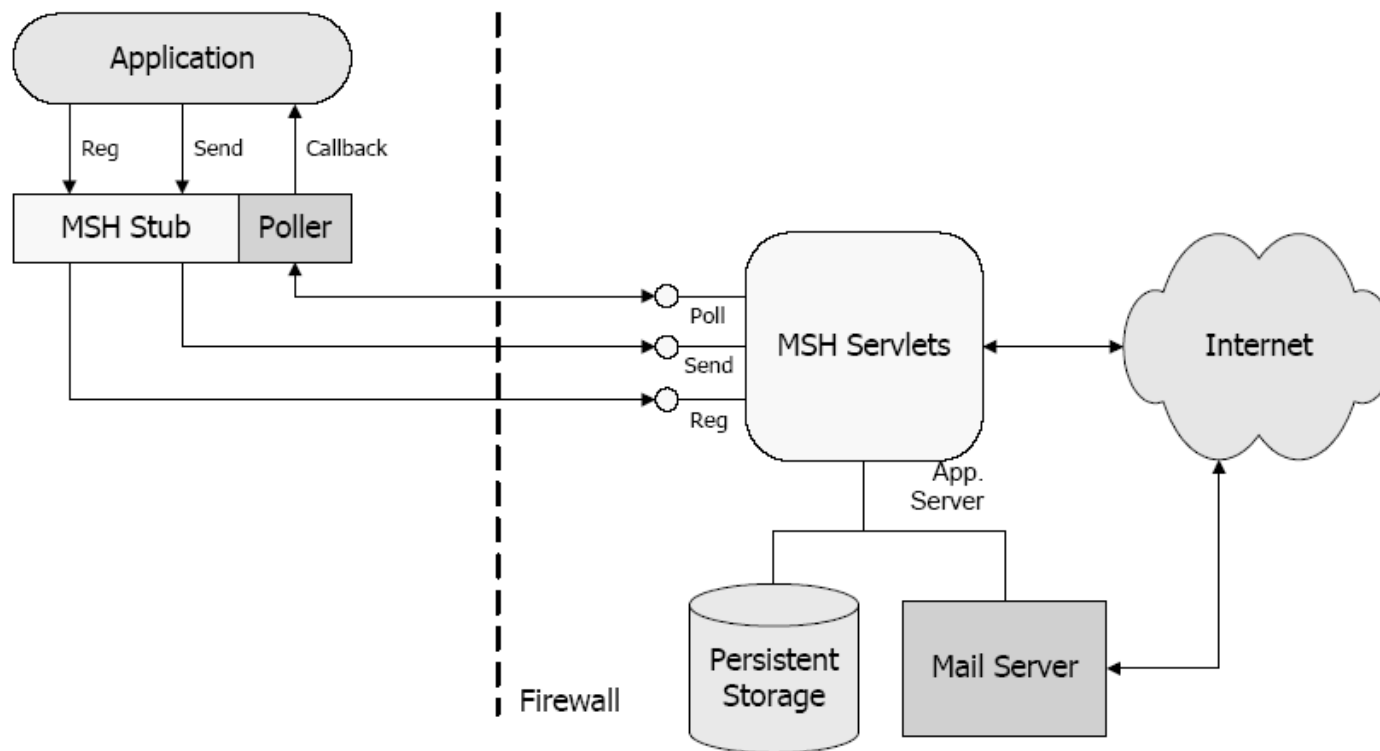 Application
Reg
Send
Callback
MSH Stub
Poller
Poll
Send
Reg
MSH Servlets
Internet
App.
Server
Persistent
Storage
Mail Server
Firewall